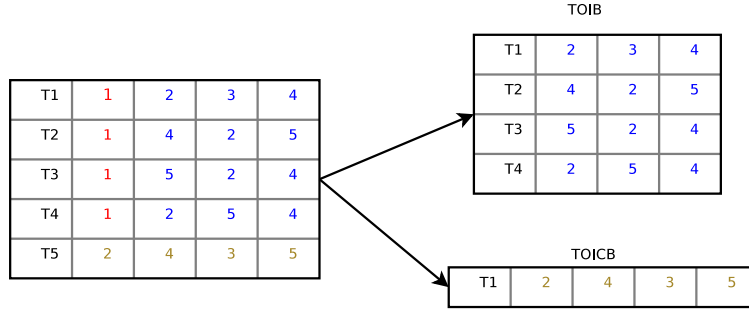 TOIB
T1 2 3 4
T2 4 2 5
T3 5 2 4
T4 2 5 4
T1 1 2 3 4
T2 1 4 2 5
T3 1 5 2 4
T4 1 2 5 4
T5 2 4 3 5
TOICB
T1 2 4 3 5